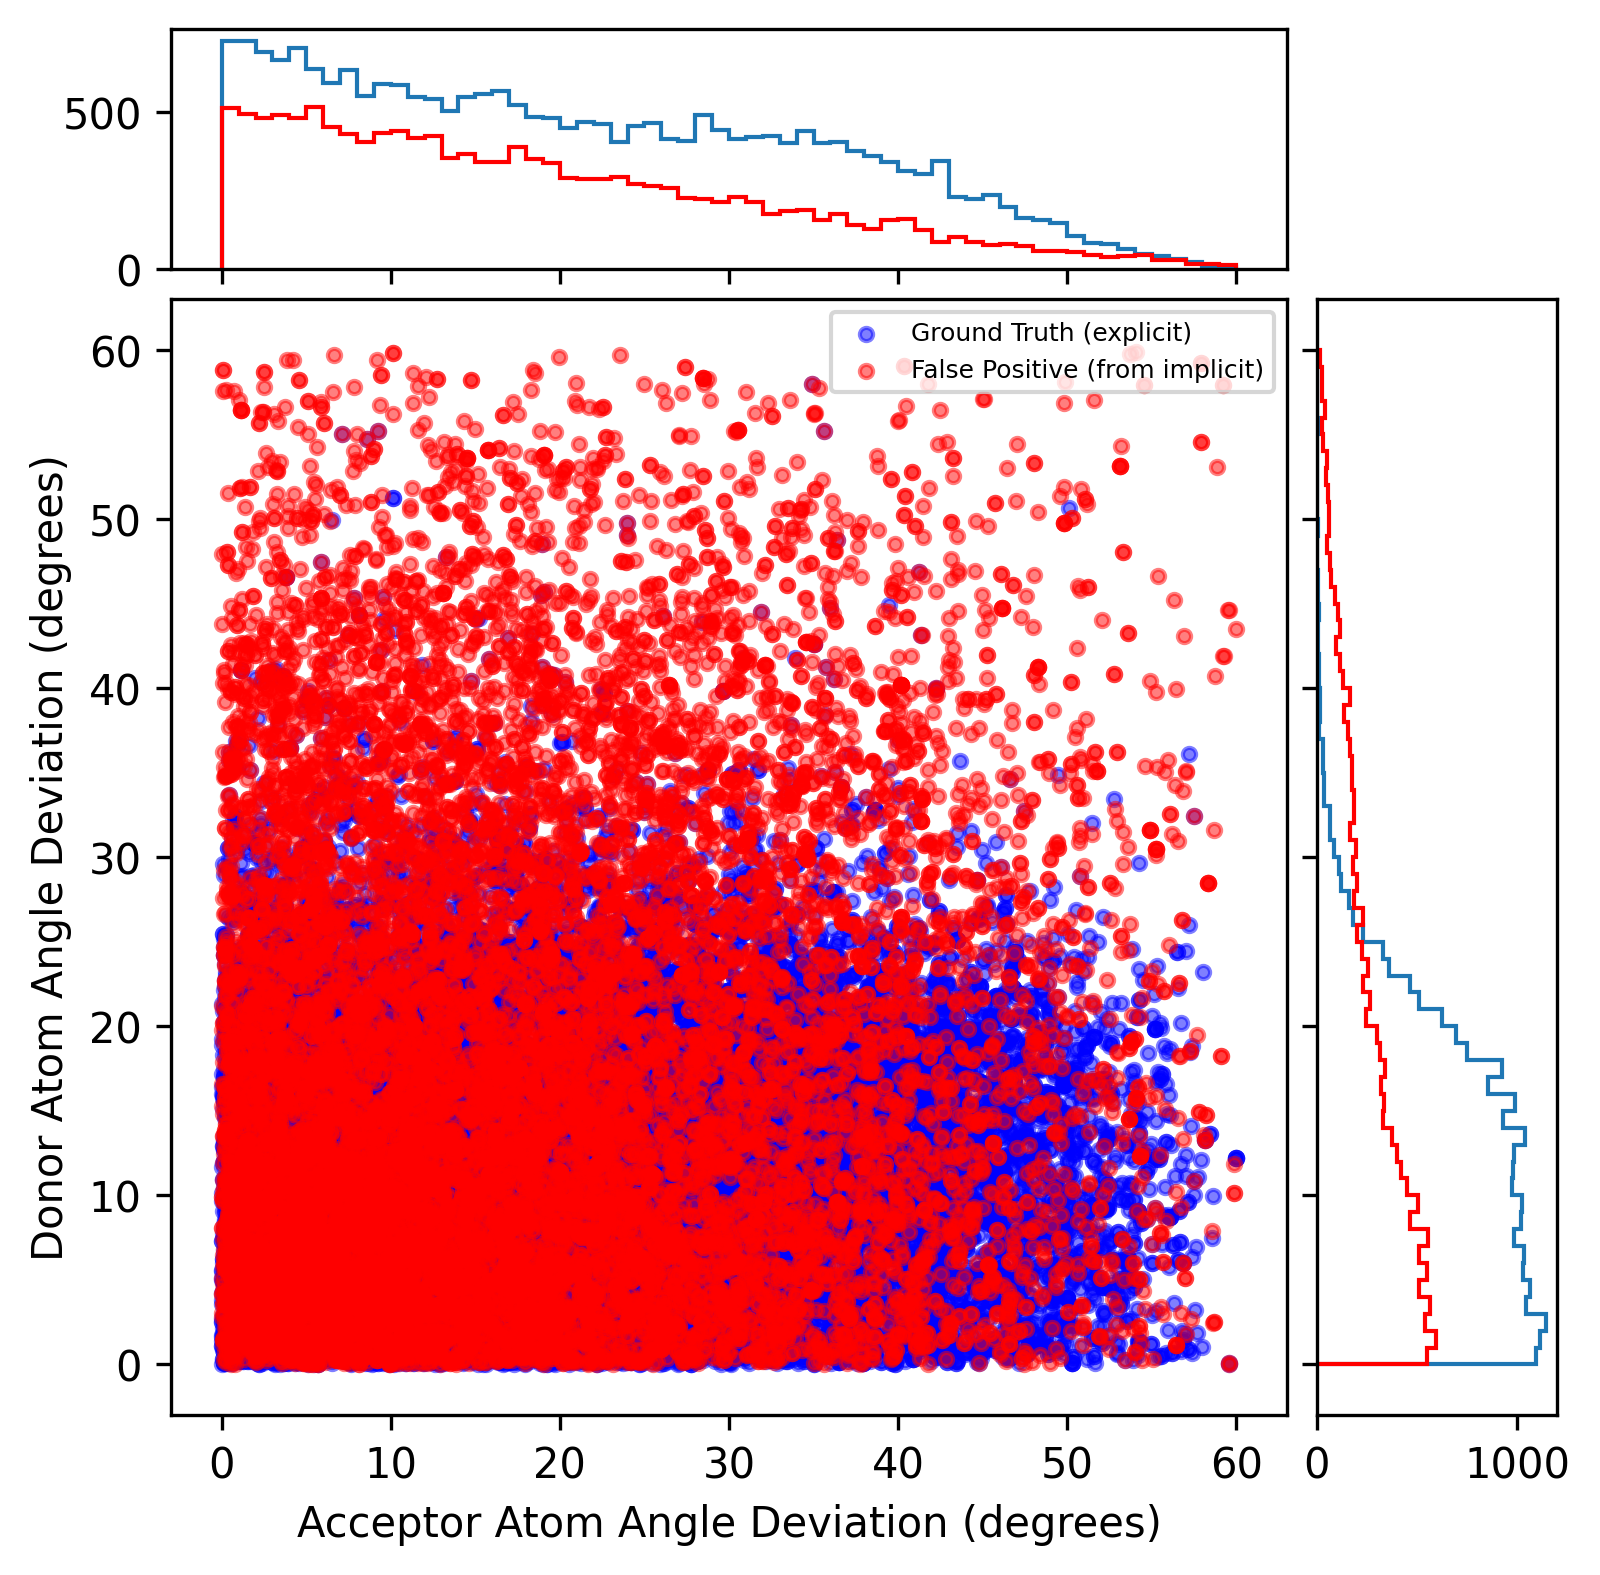 500
0
Ground Truth (explicit)
False Positive (from implicit)
60
50
40
30
20
10
0
Donor Atom Angle Deviation (degrees)
0 10 20 30 40 50 60
0 1000
Acceptor Atom Angle Deviation (degrees)